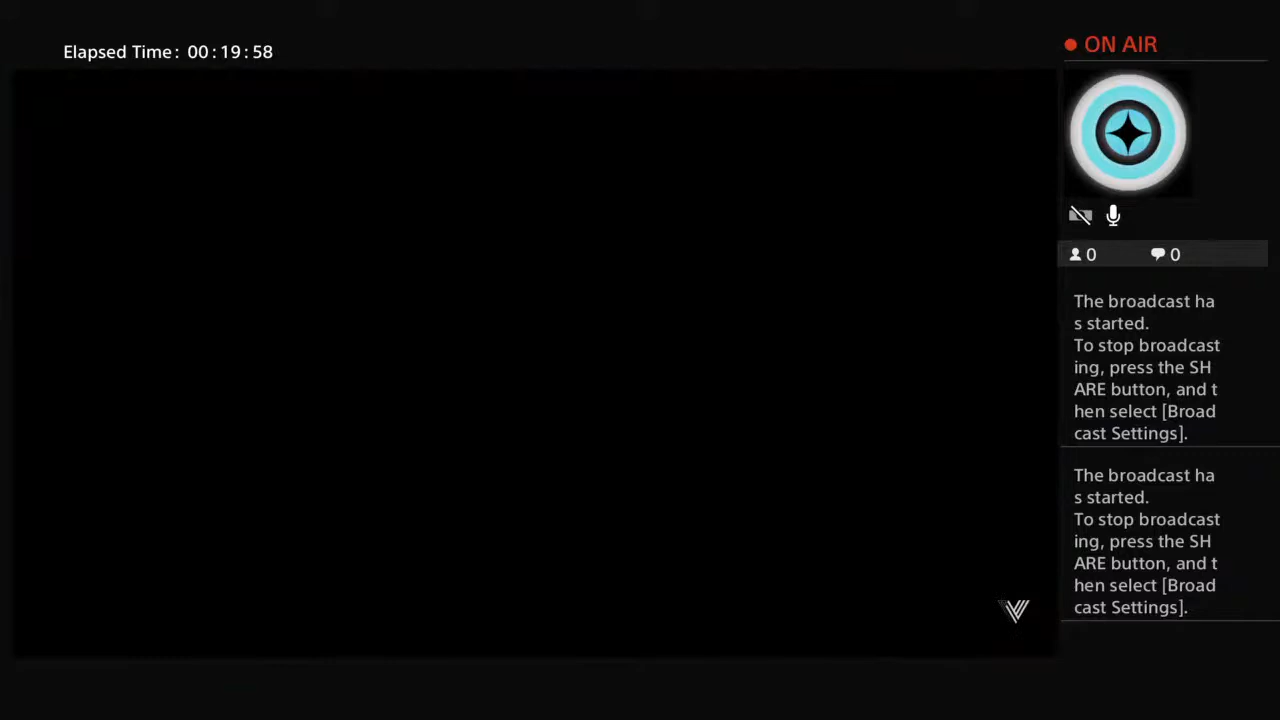 Elapsed Time: 00:19:58
ON AIR
0 0
The broadcast ha
s started.
To stop broadcast
ing, press the SH
ARE button, and t
hen select [Broad
cast Settings].
The broadcast ha
s started.
To stop broadcast
ing, press the SH
ARE button, and t
hen select [Broad
cast Settings].